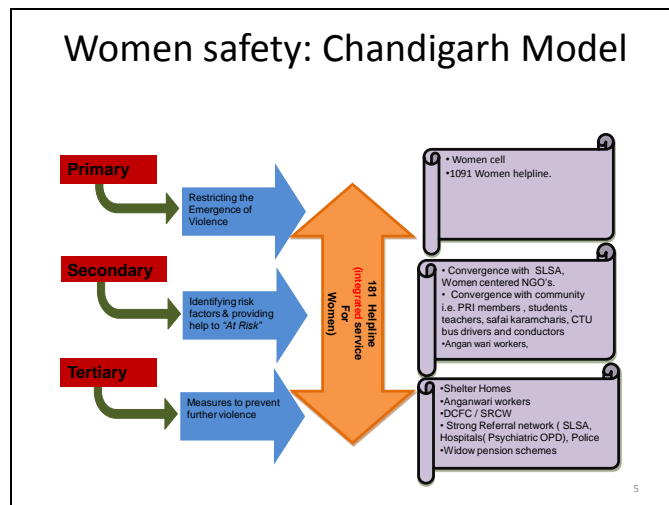 Women safety: Chandigarh Model
Primary
Restricting the
Emergence of
Violence
Secondary
Identifying risk
factors & providing
help to "At Risk"
Tertiary
Measures to prevent
further violence
181 Helpline
(integrated service
For
Women)
• Women cell
•1091 Women helpline.
• Convergence with SLSA,
Women centered NGO's.
• Convergence with community
i.e. PRI members , students ,
teachers, safai karamcharis, CTU
bus drivers and conductors
•Angan wari workers,
•Shelter Homes
•Anganwari workers
•DCFC / SRCW
• Strong Referral network ( SLSA,
Hospitals( Psychiatric OPD), Police
•Widow pension schemes
5